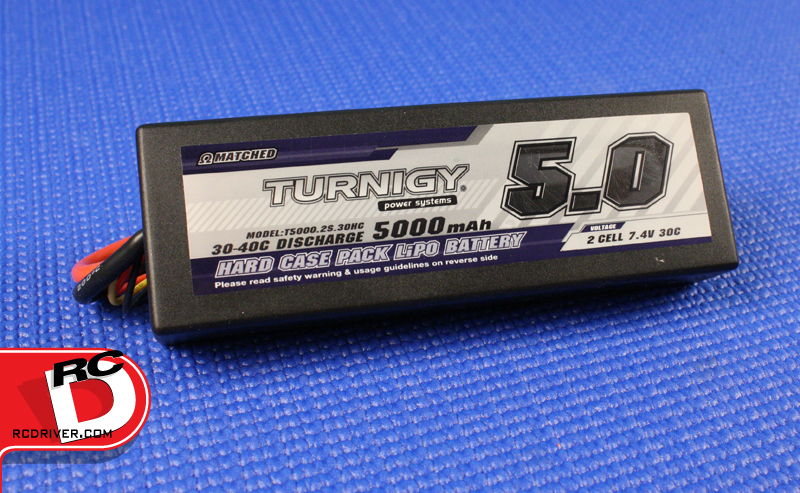 Ω MATCHED
TURNIGY®
power systems
5.0
MODEL:T5000.2S.30HC
30-40C DISCHARGE 5000mAh
HARD CASE PACK LiPO BATTERY
Please read safety warning & usage guidelines on reverse side
VOLTAGE
2 CELL 7.4V 30C
RC
D
RCDRIVER.COM